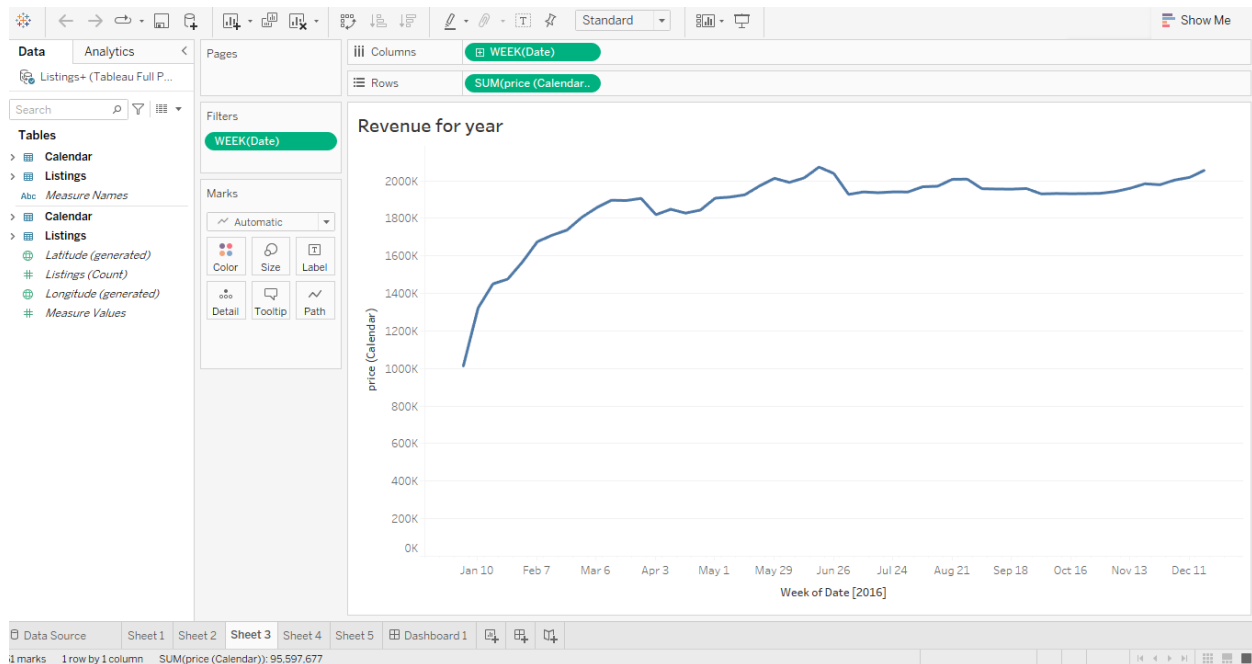 Standard
Show Me
Data Analytics
Listings+ (Tableau Full P...
Search
Tables
Calendar
Listings
Abc Measure Names
Calendar
Listings
Latitude (generated)
Listings (Count)
Longitude (generated)
Measure Values
Pages
Filters
WEEK(Date)
Marks
Automatic
Color Size Label
Detail Tooltip Path
Columns WEEK(Date)
Rows SUM(price (Calendar..
Revenue for year
price (Calendar)
2000K
1800K
1600K
1400K
1200K
1000K
800K
600K
400K
200K
0K
Jan 10 Feb 7 Mar 6 Apr 3 May 1 May 29 Jun 26 Jul 24 Aug 21 Sep 18 Oct 16 Nov 13 Dec 11
Week of Date [2016]
Data Source Sheet 1 Sheet 2 Sheet 3 Sheet 4 Sheet 5 Dashboard 1
51 marks 1 row by 1 column SUM(price (Calendar)): 95,597,677